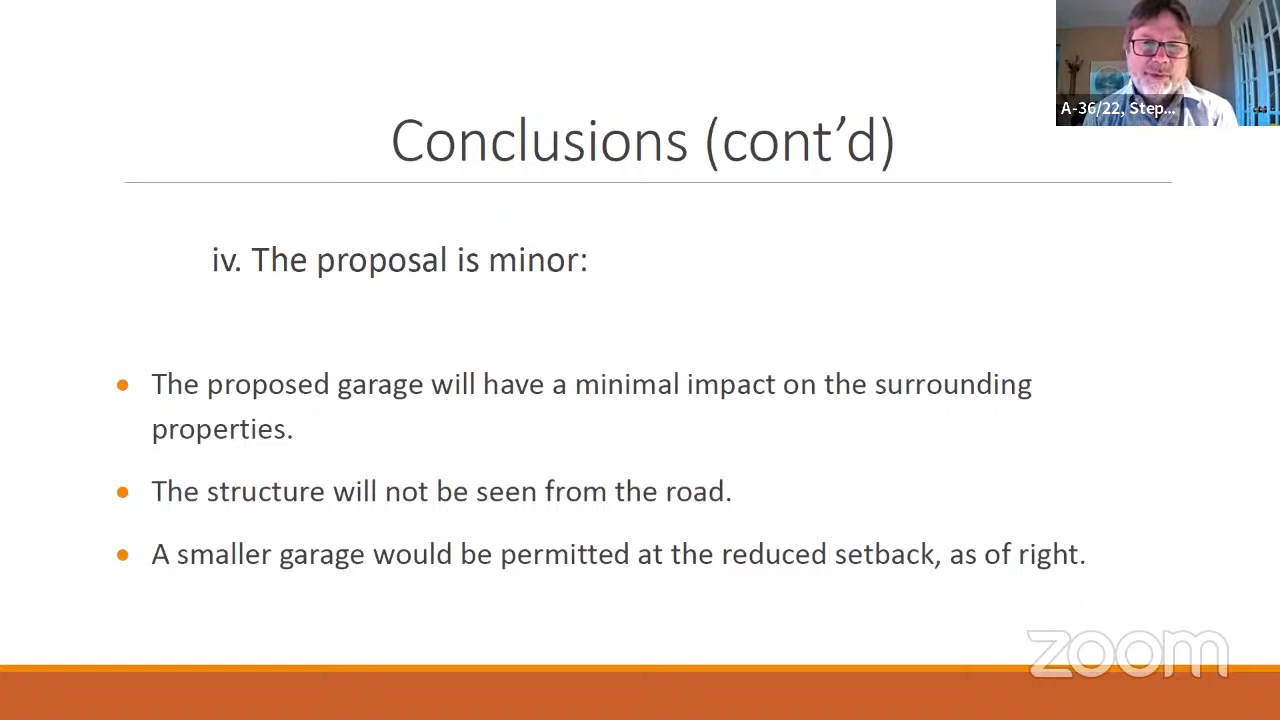 A-36/22, Step...
Conclusions (cont’d)
iv. The proposal is minor:
The proposed garage will have a minimal impact on the surrounding
properties.
The structure will not be seen from the road.
A smaller garage would be permitted at the reduced setback, as of right.
zoom